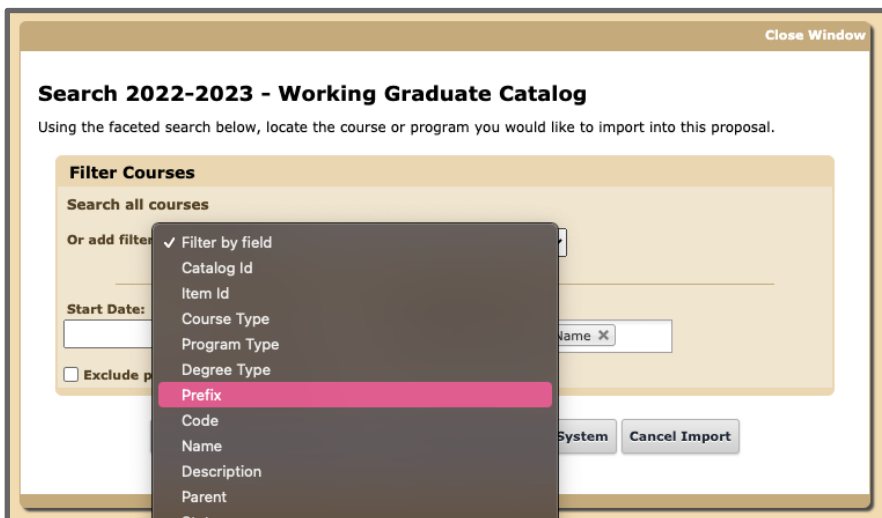 Close Window
Search 2022-2023 - Working Graduate Catalog
Using the faceted search below, locate the course or program you would like to import into this proposal.
Filter Courses
Search all courses
Or add filter
✓ Filter by field
Catalog Id
Item Id
Course Type
Program Type
Degree Type
Prefix
Code
Name
Description
Parent
Start Date:
Name ✖
Exclude p
System
Cancel Import